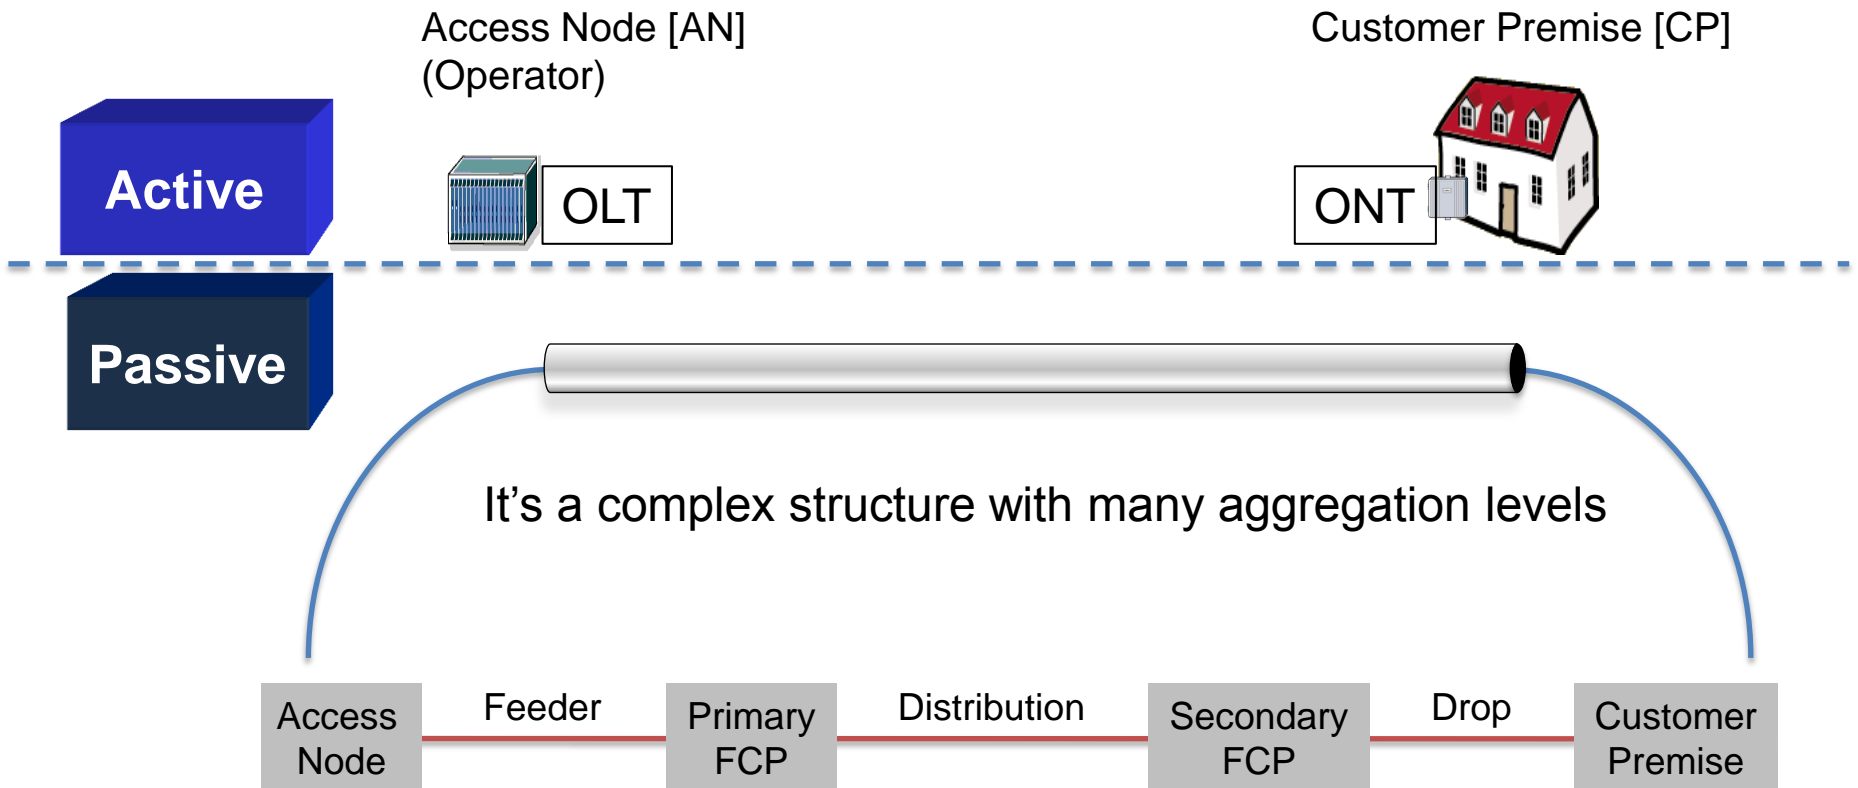 Access Node [AN]
(Operator)
Customer Premise [CP]
Active
OLT
ONT
Passive
It’s a complex structure with many aggregation levels
Access
Node
Feeder
Primary
FCP
Distribution
Secondary
FCP
Drop
Customer
Premise